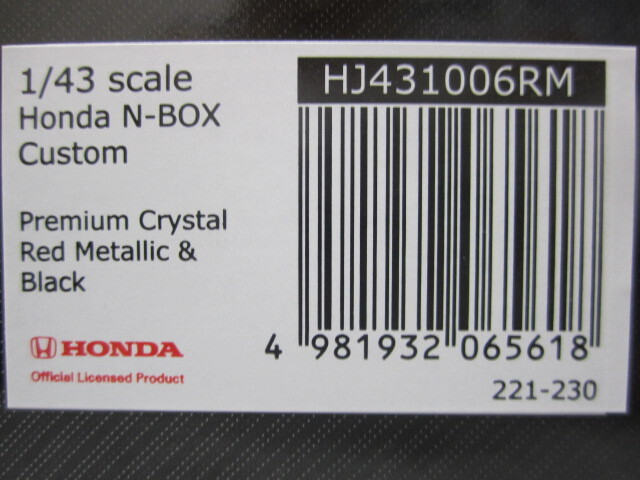 1/43 scale
Honda N-BOX
Custom
Premium Crystal
Red Metallic &
Black
HONDA
Official Licensed Product
HJ431006RM
4 981932 065618
221-230